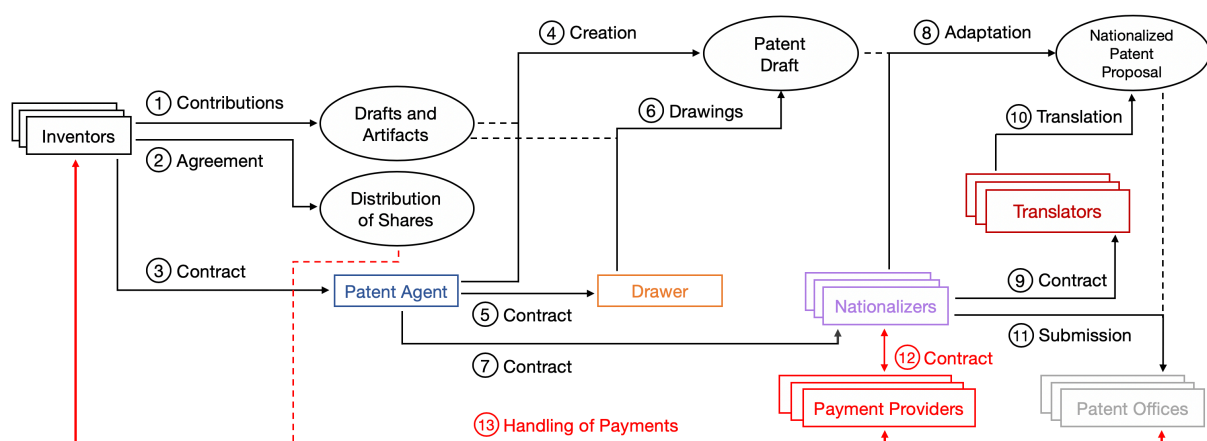 4 Creation
Patent
Draft
8 Adaptation
Nationalized
Patent
Proposal
1 Contributions
Drafts and
Artifacts
6 Drawings
10 Translation
Inventors
2 Agreement
Distribution
of Shares
Translators
3 Contract
Patent Agent
Drawer
9 Contract
Nationalizers
5 Contract
11 Submission
7 Contract
12 Contract
Payment Providers
Patent Offices
13 Handling of Payments